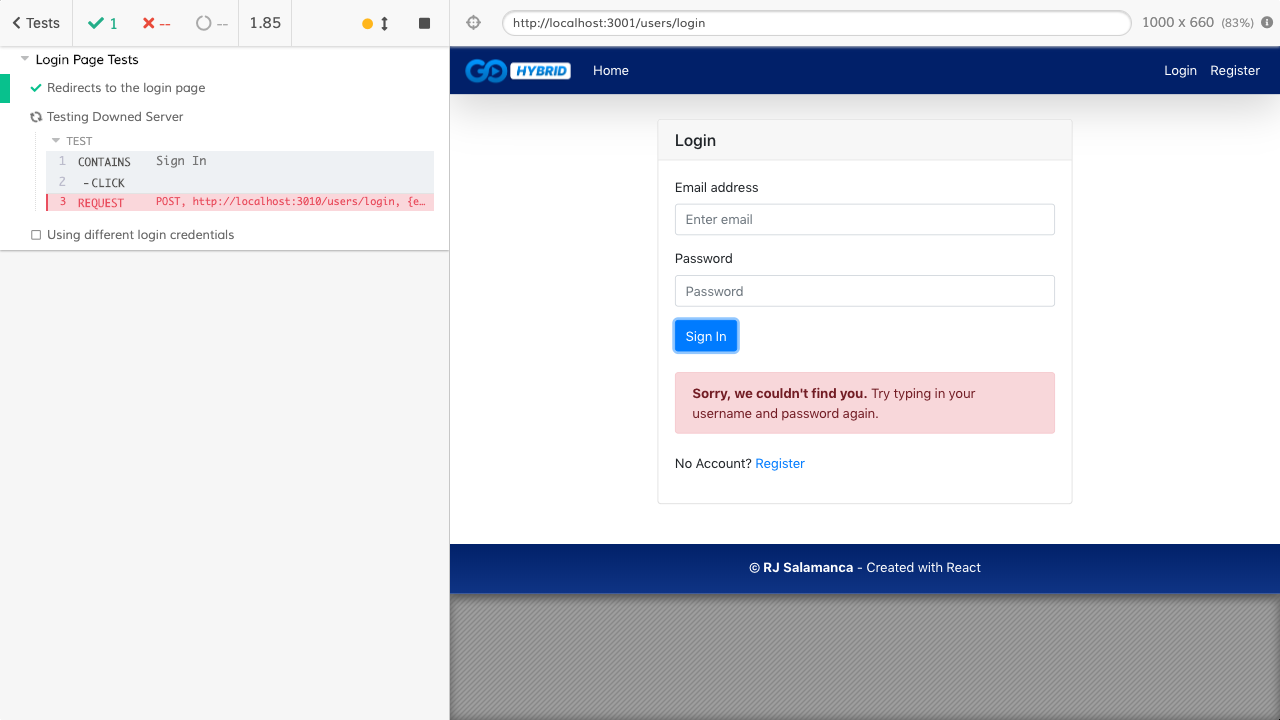 Tests
1
--
--
1.85
http://localhost:3001/users/login
1000 x 660 (83%)
Login Page Tests
Redirects to the login page
Testing Downed Server
TEST
1 CONTAINS Sign In
2 -CLICK
3 REQUEST POST, http://localhost:3010/users/login, {e…
Using different login credentials
GO HYBRID
Home
Login
Register
Login
Email address
Enter email
Password
Password
Sign In
Sorry, we couldn't find you. Try typing in your
username and password again.
No Account? Register
© RJ Salamanca - Created with React